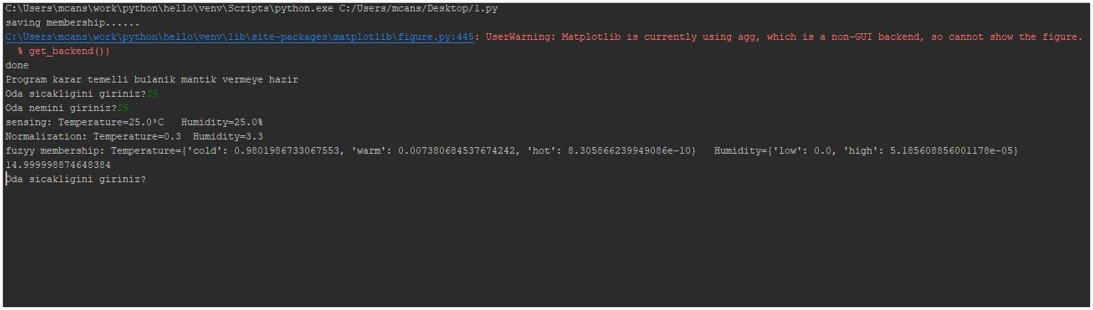 C:\Users\mcans\work\python\hello\venv\Scripts\python.exe C:/Users/mcans/Desktop/1.py
saving membership......
C:\Users\mcans\work\python\hello\venv\lib\site-packages\matplotlib\figure.py:445: UserWarning: Matplotlib is currently using agg, which is a non-GUI backend, so cannot show the figure.
% get_backend())
done
Program karar temelli bulanik mantik vermeye hazir
Oda sicakligini giriniz?25
Oda nemini giriniz?25
sensing: Temperature=25.0ºC   Humidity=25.0%
Normalization: Temperature=0.3  Humidity=3.3
fuzyy membership: Temperature={'cold': 0.9801986733067553, 'warm': 0.007380684537674242, 'hot': 8.305866239949086e-10}   Humidity={'low': 0.0, 'high': 5.185608856001178e-05}
14.999998874648384
Oda sicakligini giriniz?